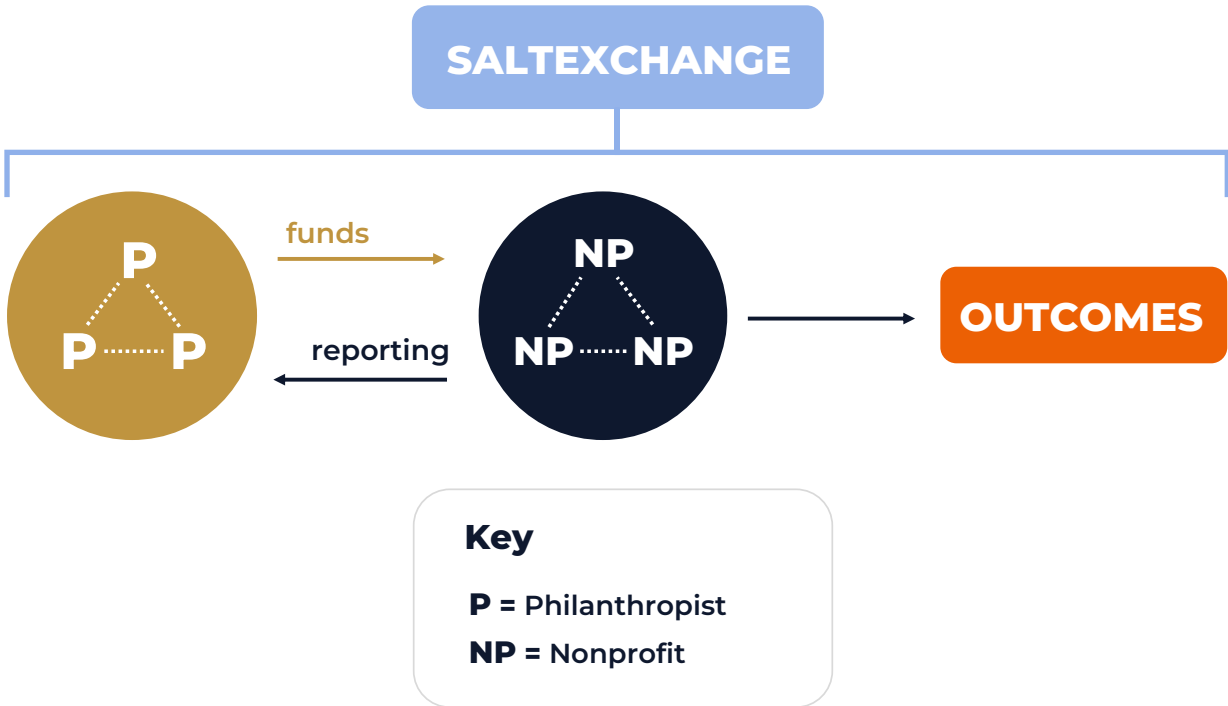 SALTEXCHANGE
P
P P
funds
reporting
NP
NP NP
OUTCOMES
Key
P = Philanthropist
NP = Nonprofit